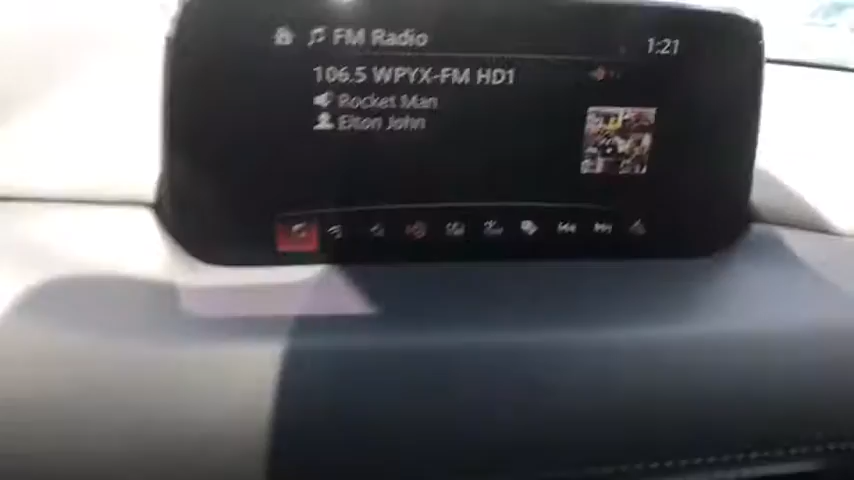 FM Radio
1:21
106.5 WPYX-FM HD1
Rocket Man
Elton John